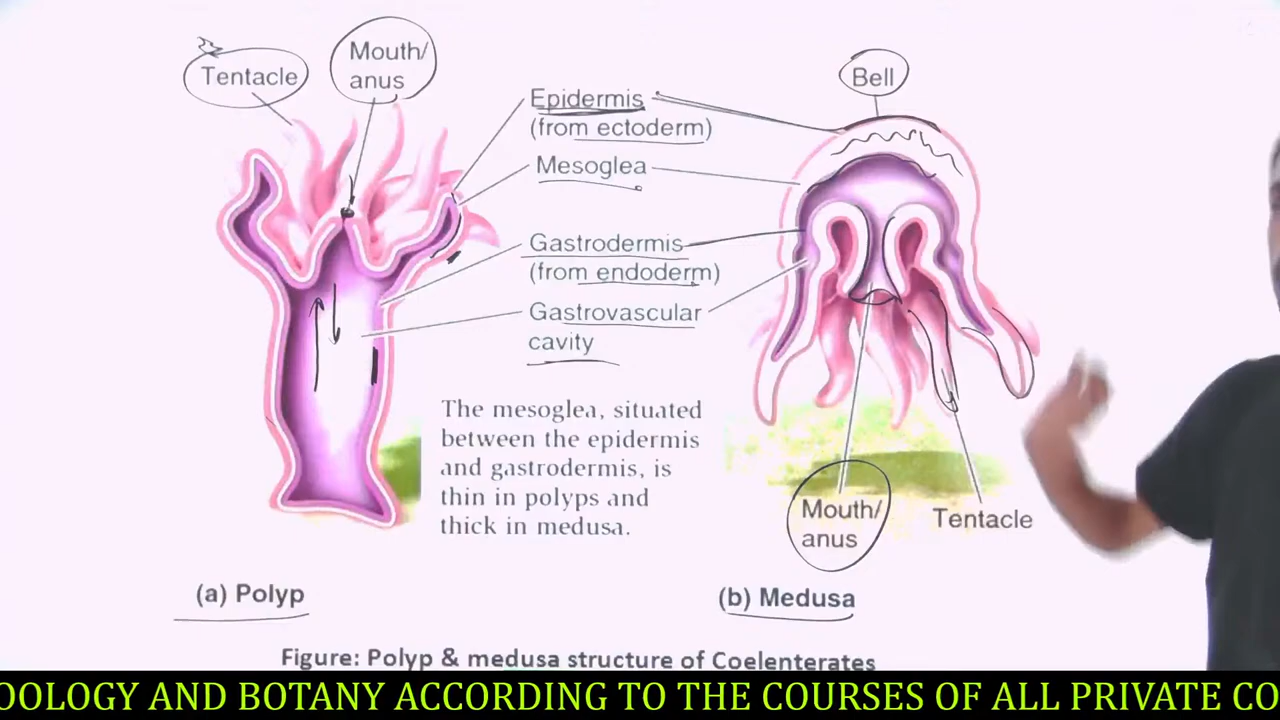 Tentacle
Mouth/
anus
Epidermis
(from ectoderm)
Mesoglea
Gastrodermis
(from endoderm)
Gastrovascular
cavity
Bell
The mesoglea, situated
between the epidermis
and gastrodermis, is
thin in polyps and
thick in medusa.
Mouth/
anus
Tentacle
(a) Polyp
(b) Medusa
Figure: Polyp & medusa structure of Coelenterates
OOLOGY AND BOTANY ACCORDING TO THE COURSES OF ALL PRIVATE CO